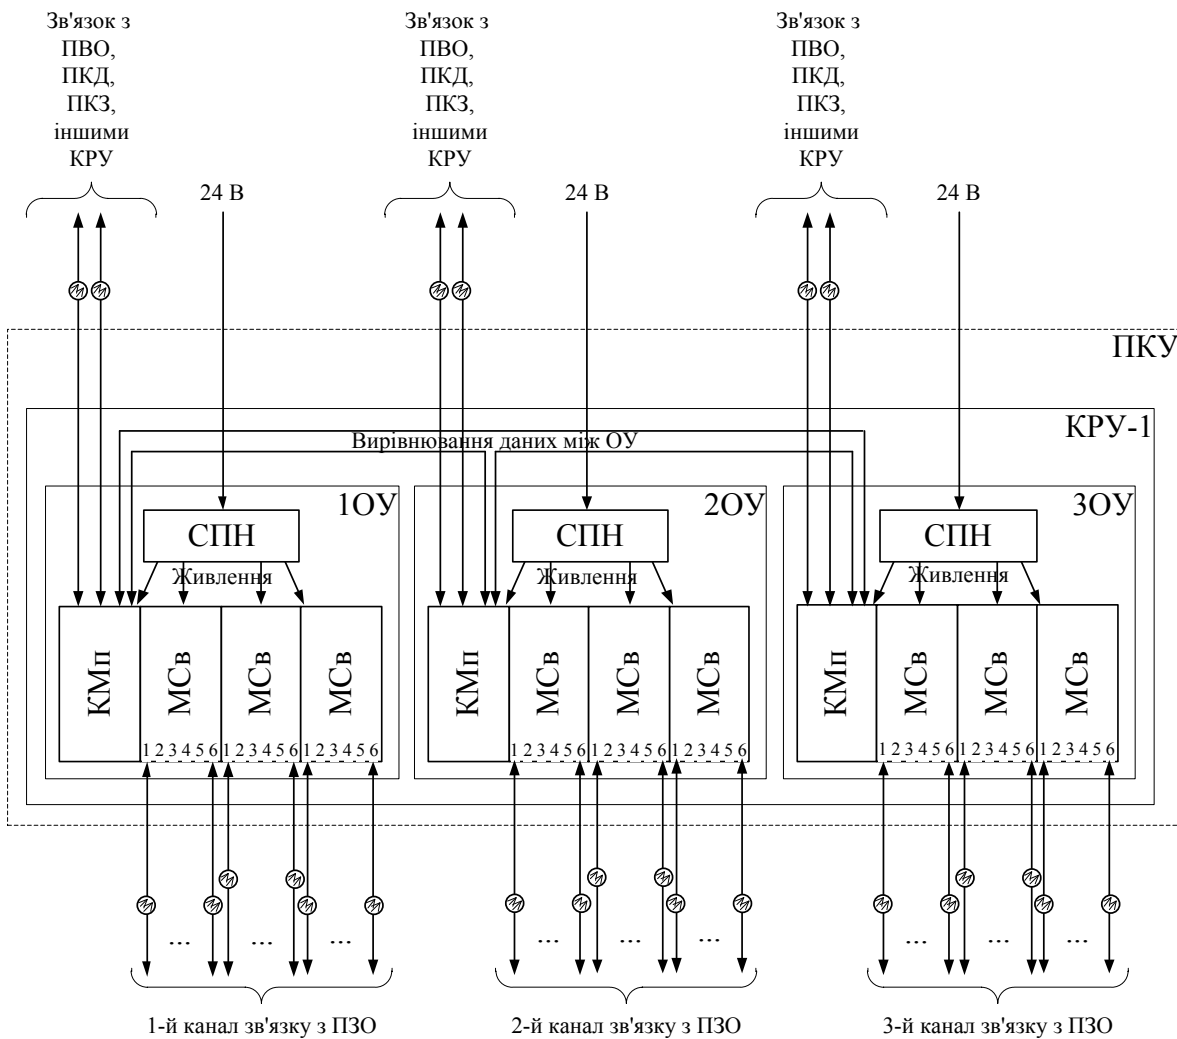 Зв'язок з
ПВО,
ПКД,
ПКЗ,
іншими
КРУ
Зв'язок з
ПВО,
ПКД,
ПКЗ,
іншими
КРУ
Зв'язок з
ПВО,
ПКД,
ПКЗ,
іншими
КРУ
24 В
24 В
24 В
ПКУ
КРУ-1
Вирівнювання даних між ОУ
1ОУ
2ОУ
3ОУ
СПН
СПН
СПН
Живлення
Живлення
Живлення
КМп
МСв
МСв
МСв
КМп
МСв
МСв
МСв
КМп
МСв
МСв
МСв
1 2 3 4 5 6 1 2 3 4 5 6 1 2 3 4 5 6
1 2 3 4 5 6 1 2 3 4 5 6 1 2 3 4 5 6
1 2 3 4 5 6 1 2 3 4 5 6 1 2 3 4 5 6
... ... ...
... ... ...
... ... ...
1-й канал зв'язку з ПЗО
2-й канал зв'язку з ПЗО
3-й канал зв'язку з ПЗО